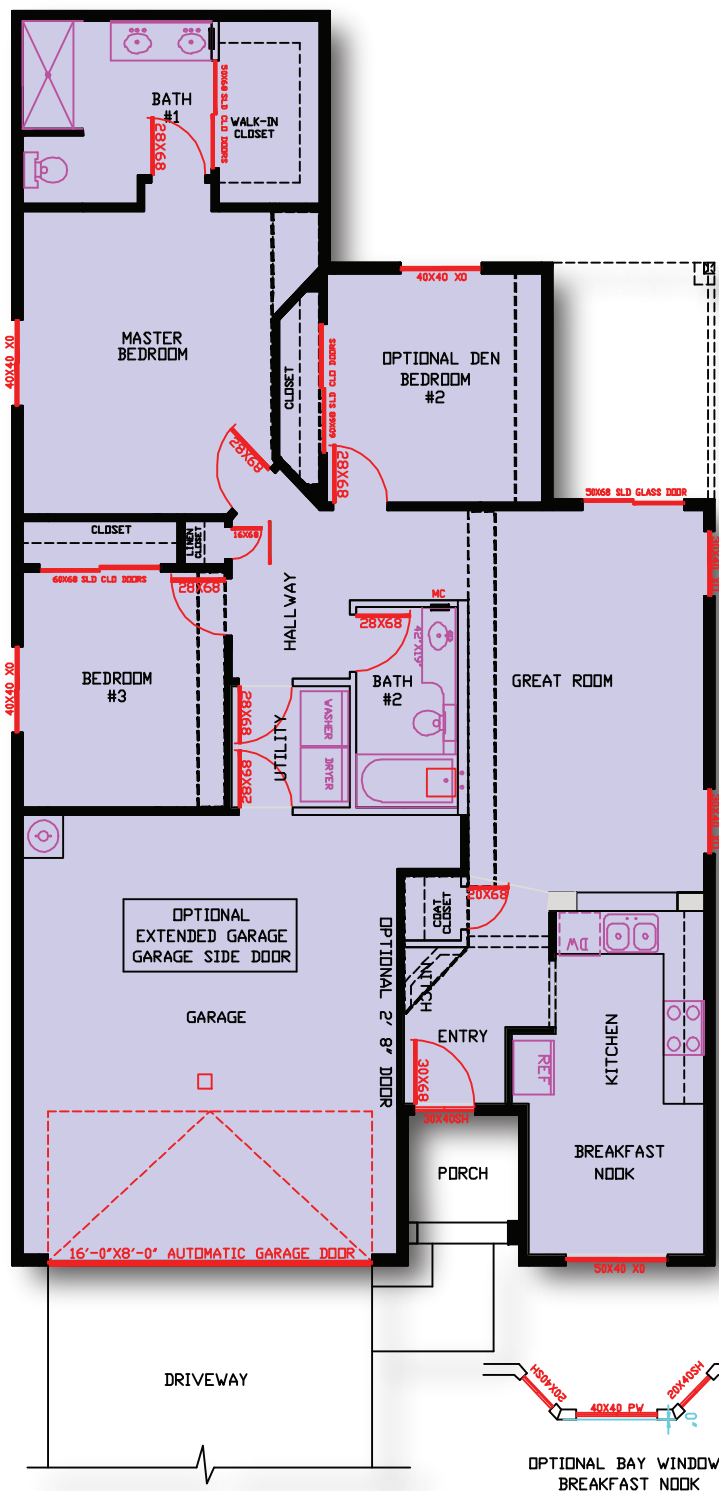 BATH
#1
WALK-IN
CLOSET
50X68 SLD CLO DOORS
28X68
40X40 XO
MASTER
BEDROOM
CLOSET
60X68 SLD CLO DOORS
40X40 XO
OPTIONAL DEN
BEDROOM
#2
28X68
28X68
50X68 SLD GLASS DOOR
CLOSET
LINEN
CLOSET
16X68
60X68 SLD CLO DOORS
28X68
HALLWAY
MC
28X68
42"X19"
BATH
#2
GREAT ROOM
40X40 XO
BEDROOM
#3
28X68
28X68
UTILITY
WASHER
DRYER
20X68
COAT
CLOSET
OPTIONAL
EXTENDED GARAGE
GARAGE SIDE DOOR
GARAGE
OPTIONAL 2' 8" DOOR
NITCH
ENTRY
30X68
30X40SH
DW
REF
KITCHEN
BREAKFAST
NOOK
PORCH
16'-0"X8'-0" AUTOMATIC GARAGE DOOR
50X40 XO
DRIVEWAY
20X40SH
40X40 PW
20X40SH
OPTIONAL BAY WINDOW
BREAKFAST NOOK